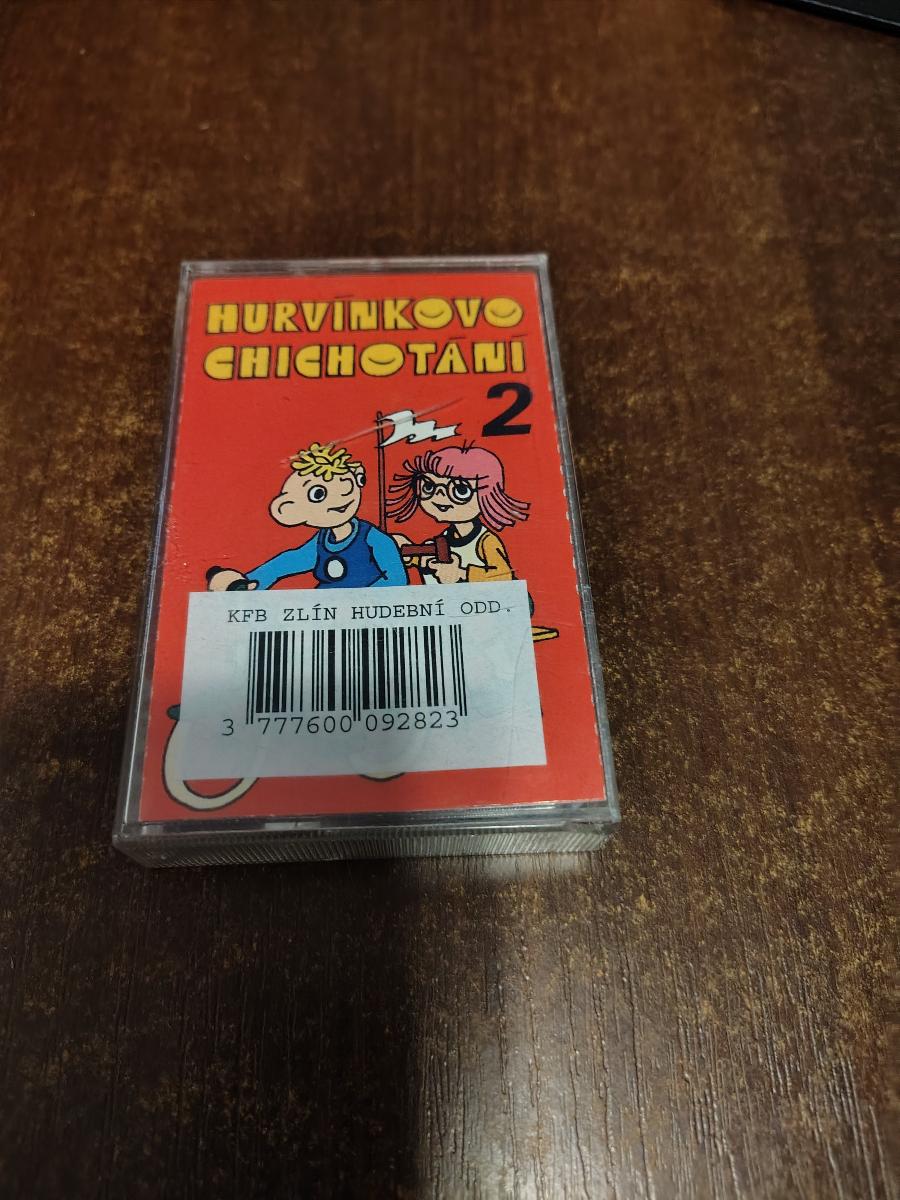 HURVÍNKOVO
CHICHOTÁNÍ
2
KFB ZLÍN HUDEBNÍ ODD.
3 777600 092823